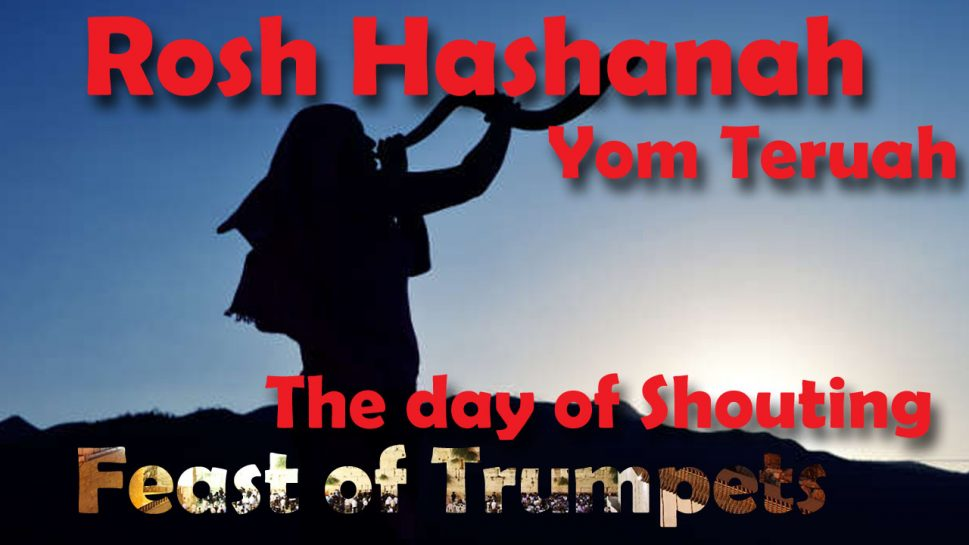 Rosh Hashanah
Yom Teruah
The day of Shouting
Feast of Trumpets